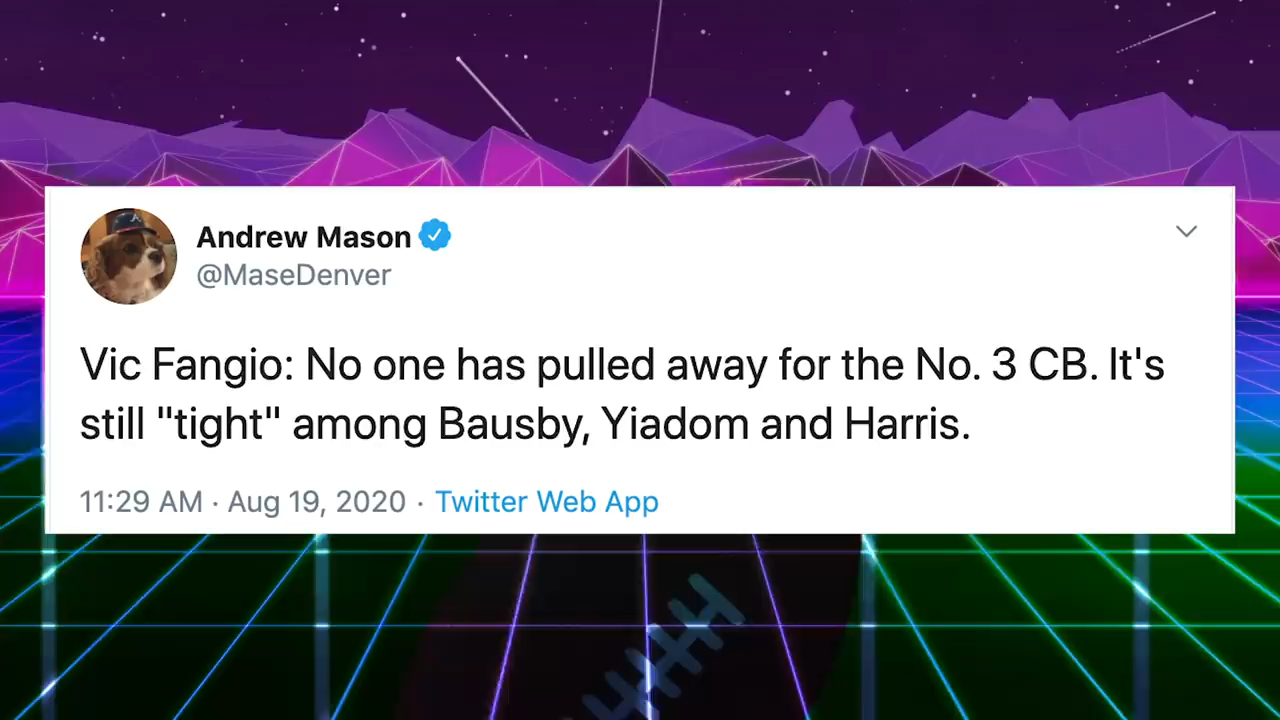 Andrew Mason
@MaseDenver
Vic Fangio: No one has pulled away for the No. 3 CB. It's
still "tight" among Bausby, Yiadom and Harris.
11:29 AM · Aug 19, 2020 · Twitter Web App